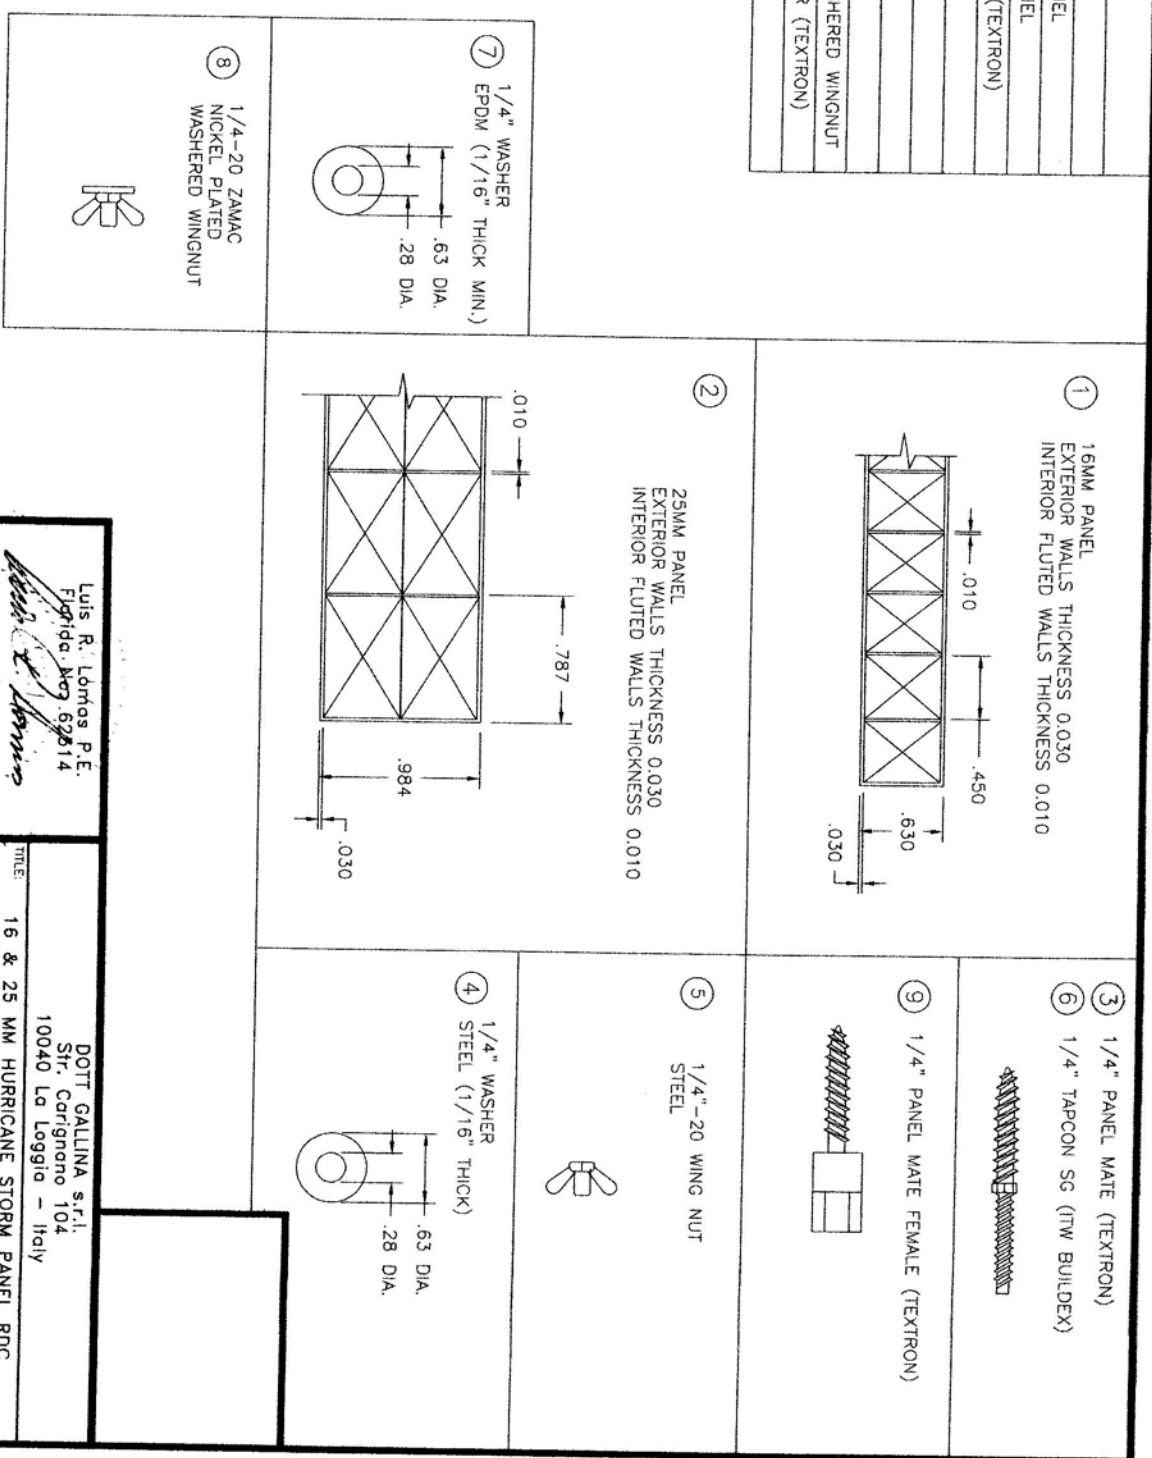 EL
EL
(TEXTRON)
HERED WINGNUT
R (TEXTRON)
1
16MM PANEL
EXTERIOR WALLS THICKNESS 0.030
INTERIOR FLUTED WALLS THICKNESS 0.010
.010
.450
.630
.030
3 1/4" PANEL MATE (TEXTRON)
6 1/4" TAPCON SG (ITW BUILDEX)
9 1/4" PANEL MATE FEMALE (TEXTRON)
7
1/4" WASHER
EPDM (1/16" THICK MIN.)
.63 DIA.
.28 DIA.
2
25MM PANEL
EXTERIOR WALLS THICKNESS 0.030
INTERIOR FLUTED WALLS THICKNESS 0.010
.010
.787
.984
.030
5
1/4"-20 WING NUT
STEEL
4
1/4" WASHER
STEEL (1/16" THICK)
.63 DIA.
.28 DIA.
8
1/4-20 ZAMAC
NICKEL PLATED
WASHERED WINGNUT
Luis R. Lomas P.E.
Florida No. 62514
DOTT GALLINA s.r.l.
Str. Carignano 104
10040 La Loggia - Italy
TITLE:
16 & 25 MM HURRICANE STORM PANEL RDC